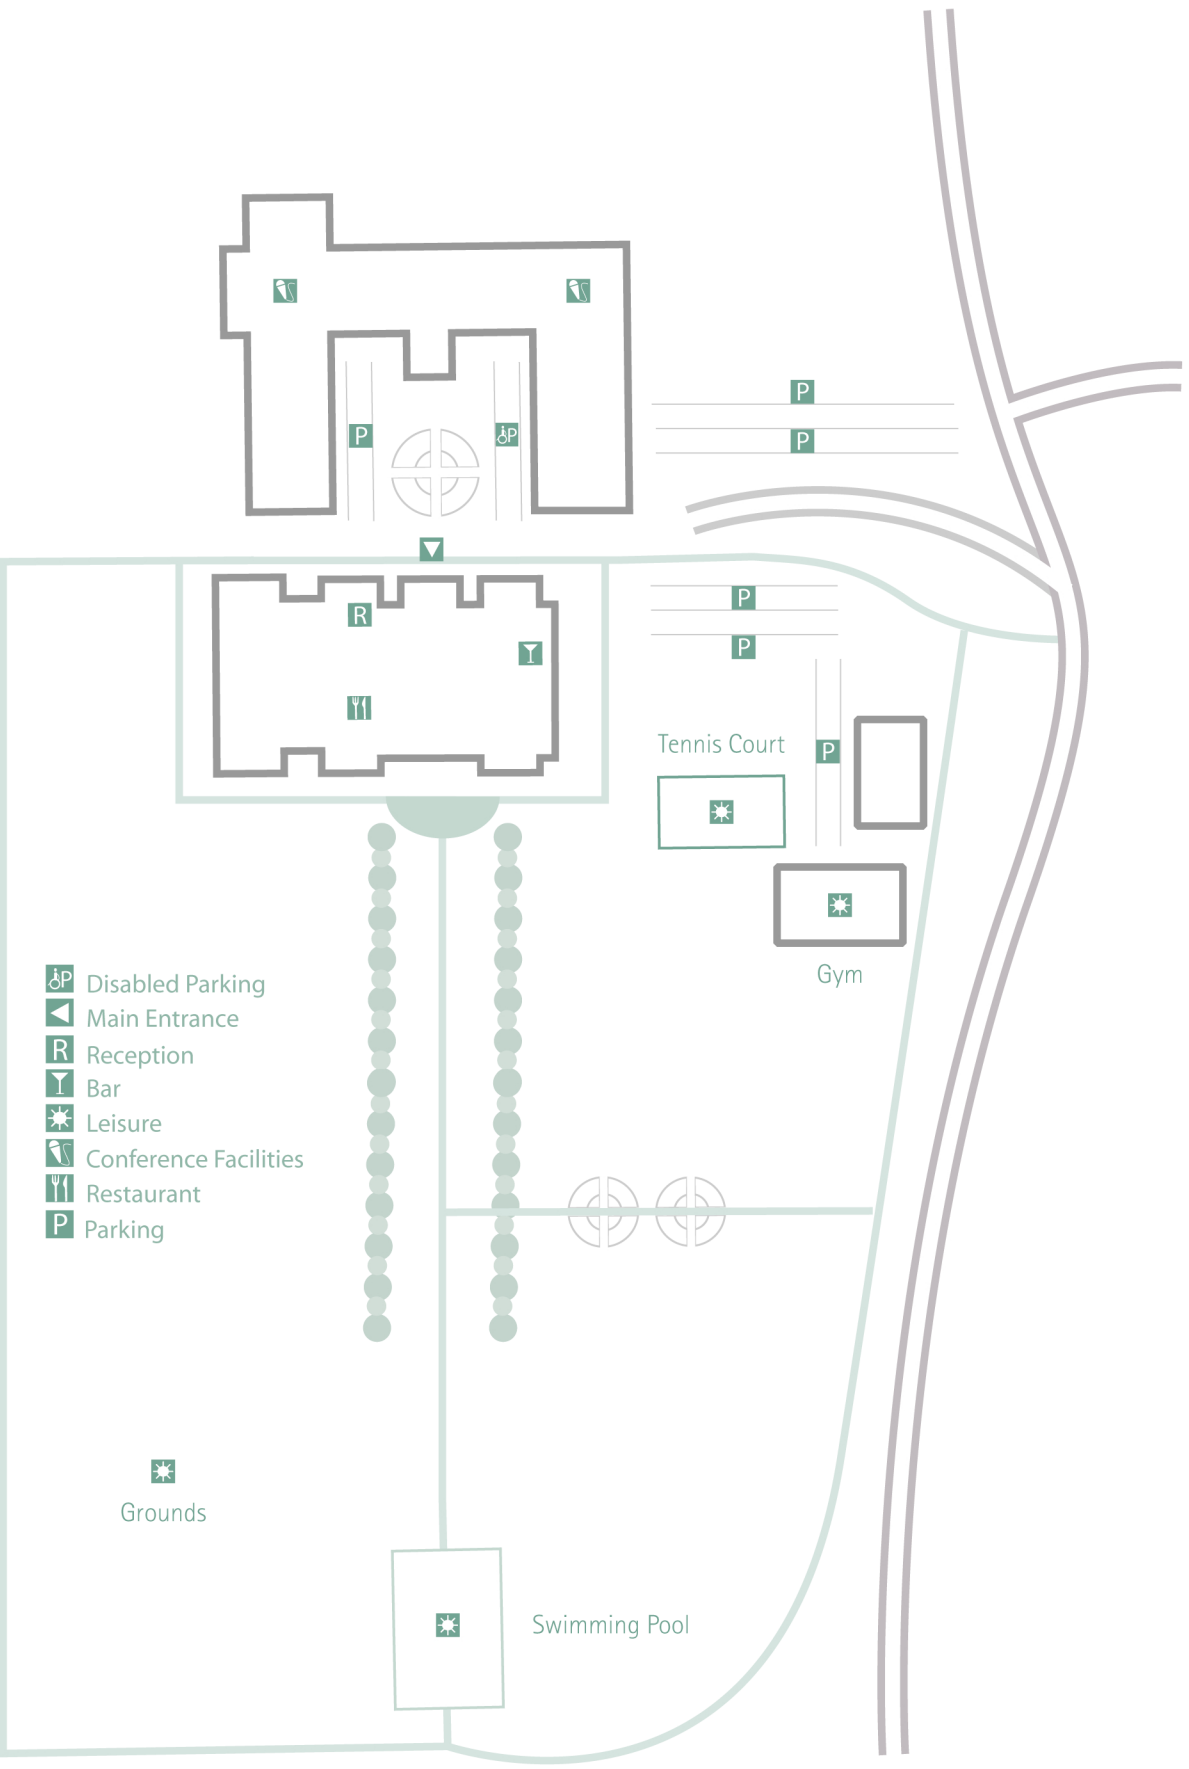 P
P
P
P
R
P
P
Tennis Court
P
Gym
P Disabled Parking
Main Entrance
R Reception
Bar
Leisure
Conference Facilities
Restaurant
P Parking
Grounds
Swimming Pool